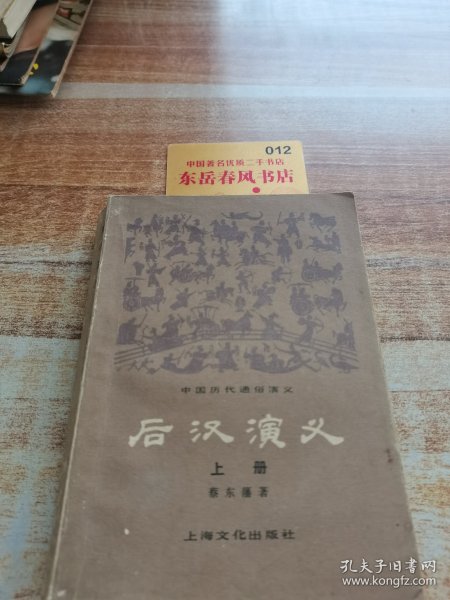 012
中国著名优质二手书店
东岳春风书店
中国历代通俗演义
后汉演义
上册
蔡东藩著
上海文化出版社
孔夫子旧书网
www.kongfz.com